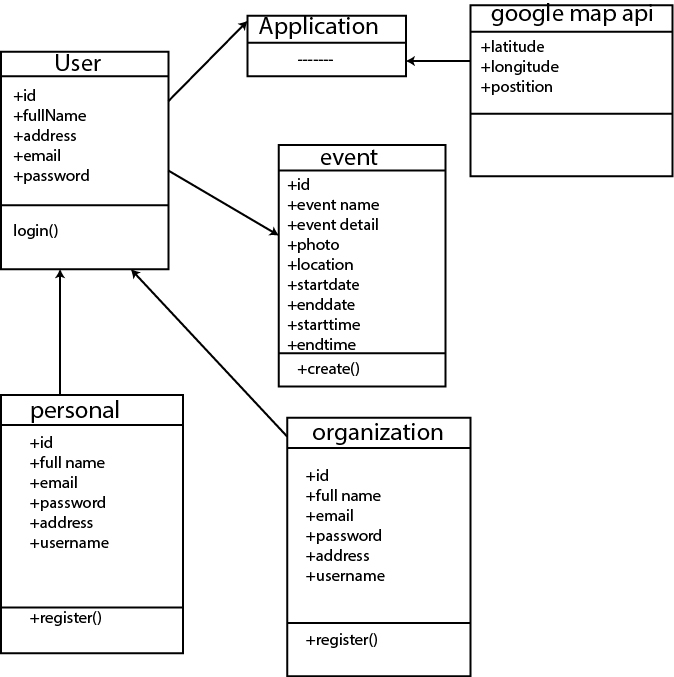 User
+id
+fullName
+address
+email
+password
login()
Application
-------
google map api
+latitude
+longitude
+postition
event
+id
+event name
+event detail
+photo
+location
+startdate
+enddate
+starttime
+endtime
+create()
personal
+id
+full name
+email
+password
+address
+username
+register()
organization
+id
+full name
+email
+password
+address
+username
+register()